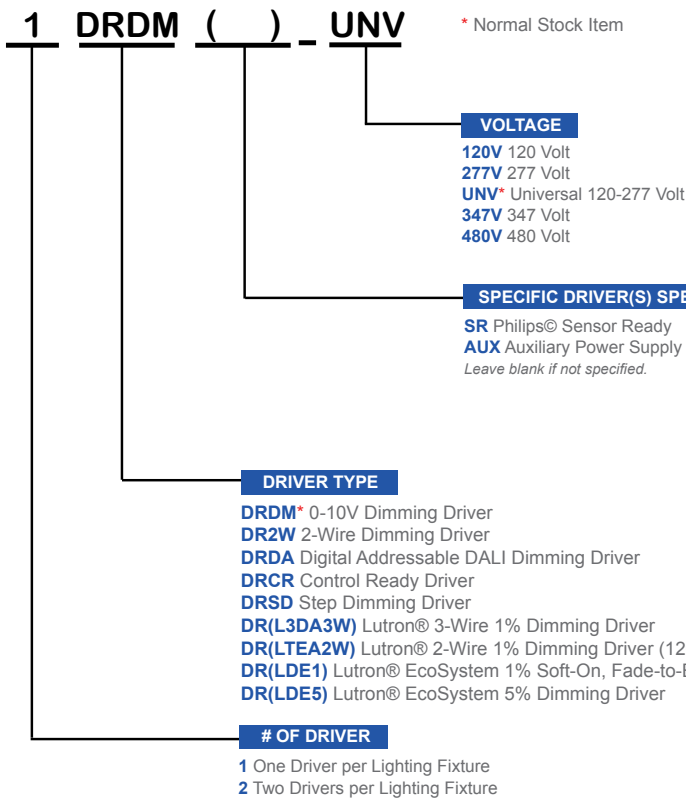 1 DRDM ( ) _ UNV
* Normal Stock Item
VOLTAGE
120V 120 Volt
277V 277 Volt
UNV* Universal 120-277 Volt
347V 347 Volt
480V 480 Volt
SPECIFIC DRIVER(S)
SR Philips© Sensor Ready
AUX Auxiliary Power Supply
Leave blank if not specified.
DRIVER TYPE
DRDM* 0-10V Dimming Driver
DR2W 2-Wire Dimming Driver
DRDA Digital Addressable DALI Dimming Driver
DRCR Control Ready Driver
DRSD Step Dimming Driver
DR(L3DA3W) Lutron® 3-Wire 1% Dimming Driver
DR(LTEA2W) Lutron® 2-Wire 1% Dimming Driver (12
DR(LDE1) Lutron® EcoSystem 1% Soft-On,
DR(LDE5) Lutron® EcoSystem 5% Dimming Driver
# OF DRIVER
1 One Driver per Lighting Fixture
2 Two Drivers per Lighting Fixture